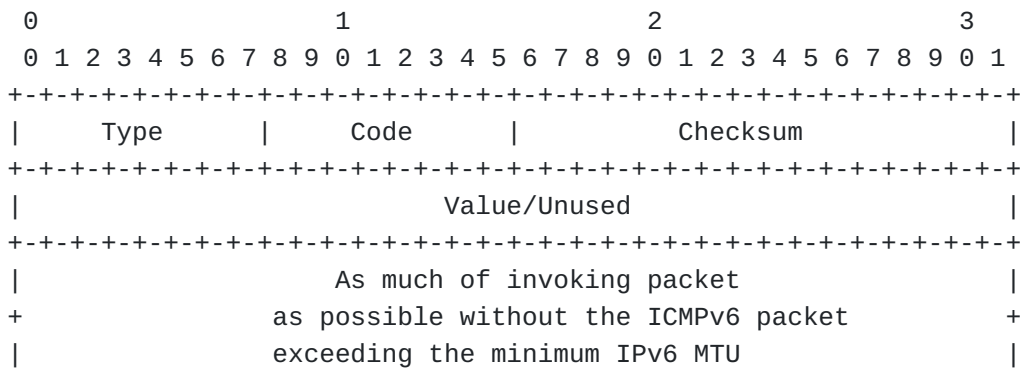 0                   1                   2                   3
 0 1 2 3 4 5 6 7 8 9 0 1 2 3 4 5 6 7 8 9 0 1 2 3 4 5 6 7 8 9 0 1
+-+-+-+-+-+-+-+-+-+-+-+-+-+-+-+-+-+-+-+-+-+-+-+-+-+-+-+-+-+-+-+-+
|     Type      |     Code      |          Checksum             |
+-+-+-+-+-+-+-+-+-+-+-+-+-+-+-+-+-+-+-+-+-+-+-+-+-+-+-+-+-+-+-+-+
|                           Value/Unused                        |
+-+-+-+-+-+-+-+-+-+-+-+-+-+-+-+-+-+-+-+-+-+-+-+-+-+-+-+-+-+-+-+-+
|                    As much of invoking packet                 |
+                as possible without the ICMPv6 packet          +
|                exceeding the minimum IPv6 MTU                 |